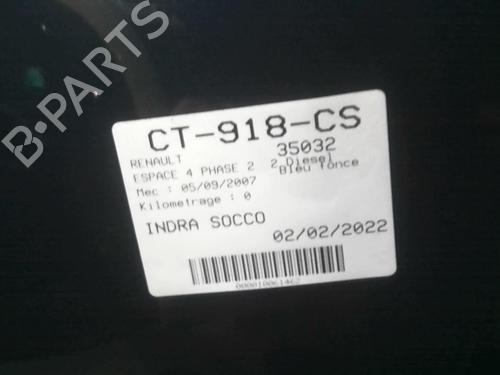 B-PARTS
CT-918-CS
RENAULT 35032
ESPACE 4 PHASE 2 2 Diesel
Mec : 05/09/2007 Bleu fonce
Kilometrage : 0
INDRA SOCCO
02/02/2022
000010061462